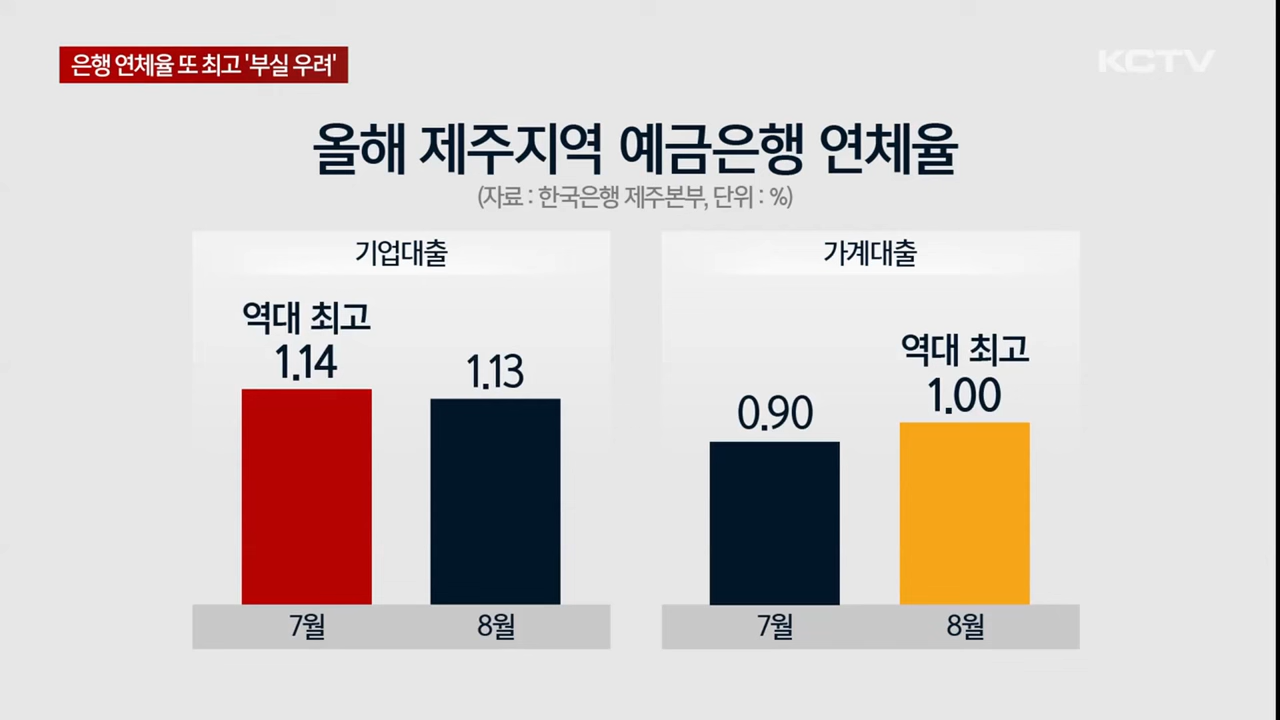 은행 연체율 또 최고 '부실 우려'
KCTV
올해 제주지역 예금은행 연체율
(자료 : 한국은행 제주본부, 단위 : %)
기업대출
역대 최고
1.14
1.13
7월
8월
가계대출
역대 최고
0.90
1.00
7월
8월